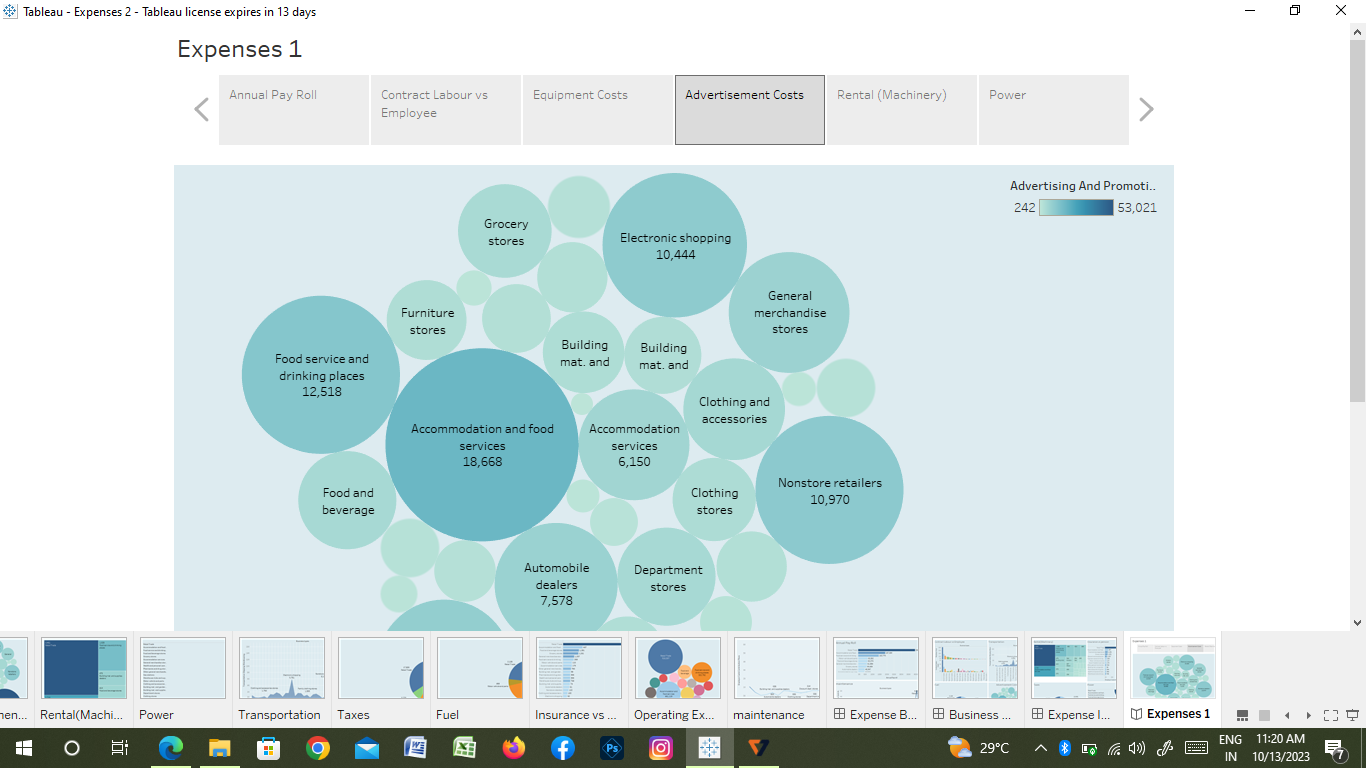 Tableau - Expenses 2 - Tableau license expires in 13 days
Expenses 1
Annual Pay Roll
Contract Labour vs
Employee
Equipment Costs
Advertisement Costs
Rental (Machinery)
Power
Advertising And Promoti..
242
53,021
Grocery
stores
Electronic shopping
10,444
General
merchandise
stores
Furniture
stores
Building
mat. and
Building
mat. and
Food service and
drinking places
12,518
Clothing and
accessories
Accommodation and food
services
18,668
Accommodation
services
6,150
Nonstore retailers
10,970
Food and
beverage
Clothing
stores
Automobile
dealers
7,578
Department
stores
Rental(Machi...
Power
Transportation
Taxes
Fuel
Insurance vs ...
Operating Ex...
maintenance
Expense B...
Business ...
Expense I...
Expenses 1
29°C
ENG
IN
11:20 AM
10/13/2023
7